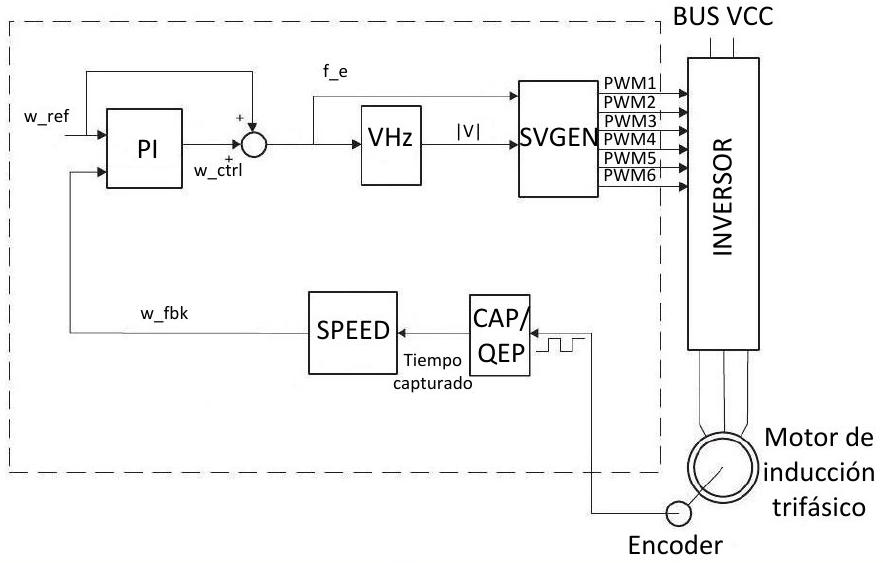 BUS VCC
f_e
PWM1
PWM2
PWM3
PWM4
PWM5
PWM6
w_ref
+
PI
+
w_ctrl
VHz
|V|
SVGEN
INVERSOR
w_fbk
SPEED
Tiempo
capturado
CAP/
QEP
Motor de
inducción
trifásico
Encoder